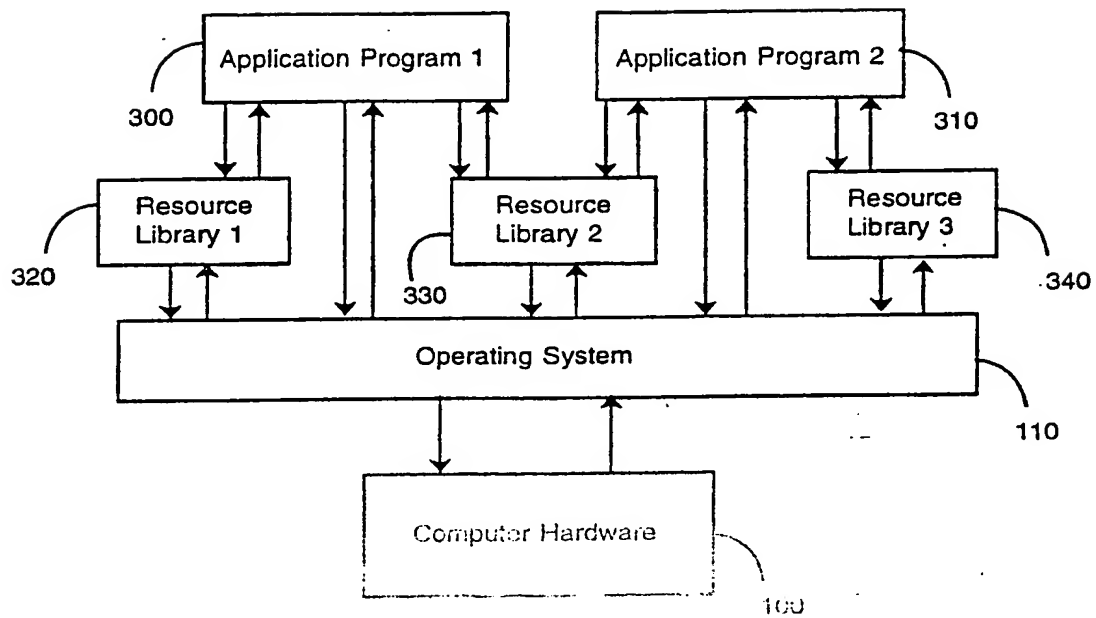 Application Program 1
Application Program 2
300
310
Resource
Library 1
Resource
Library 2
Resource
Library 3
320
330
340
Operating System
110
Computer Hardware
100